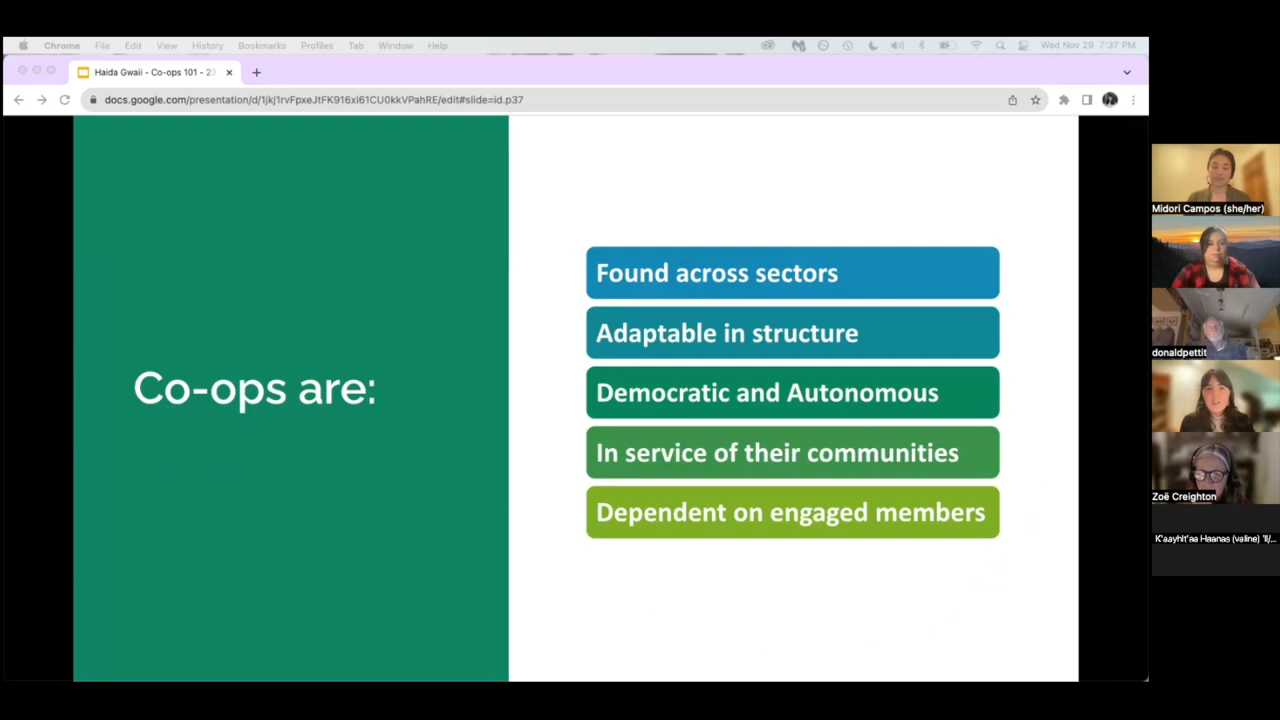 Chrome File Edit View History Bookmarks Profiles Tab Window Help Wed Nov 29 7:37 PM
Haida Gwaii - Co-ops 101 - 23
docs.google.com/presentation/d/1jkj1rvFpxeJtFK916xi61CU0kkVPahRE/edit#slide=id.p37
Co-ops are:
Found across sectors
Adaptable in structure
Democratic and Autonomous
In service of their communities
Dependent on engaged members
Midori Campos (she/her)
donaldpettit
Zoë Creighton
K'aayhlt'aa Haanas (valine) 'll/...